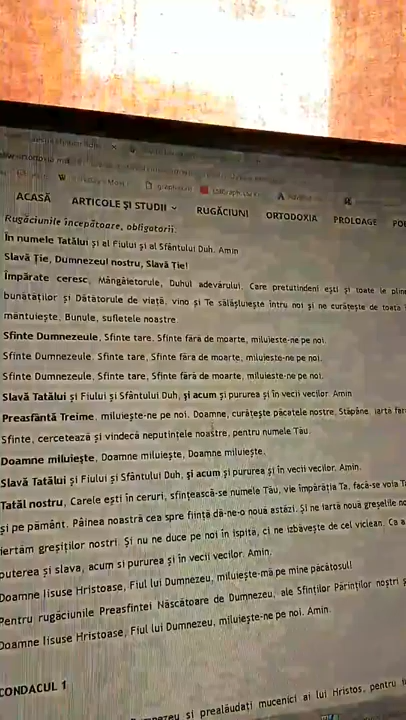 ACASĂ ARTICOLE ȘI STUDII RUGĂCIUNI ORTODOXIA PROLOAGE
Rugăciunile începătoare, obligatorii.
În numele Tatălui și al Fiului și al Sfântului Duh. Amin
Slavă Ție, Dumnezeul nostru, Slavă Ție!
Împărate ceresc, Mângâietorule, Duhul adevărului, Care pretutindeni ești și toate le
bunătăților și Dătătorule de viață, vino și Te sălășluiește întru noi și ne curățește de toată
mântuiește, Bunule, sufletele noastre.
Sfinte Dumnezeule, Sfinte tare, Sfinte fără de moarte, miluiește-ne pe noi.
Sfinte Dumnezeule, Sfinte tare, Sfinte fără de moarte, miluiește-ne pe noi.
Sfinte Dumnezeule, Sfinte tare, Sfinte fără de moarte, miluiește-ne pe noi.
Slavă Tatălui și Fiului și Sfântului Duh, și acum și pururea și în vecii vecilor. Amin
Preasfântă Treime, miluiește-ne pe noi. Doamne, curățește păcatele noastre, Stăpâne, iartă
Sfinte, cercetează și vindecă neputințele noastre, pentru numele Tău.
Doamne miluiește, Doamne miluiește, Doamne miluiește.
Slavă Tatălui și Fiului și Sfântului Duh, și acum și pururea și în vecii vecilor. Amin.
Tatăl nostru, Carele ești în ceruri, sfințească-se numele Tău, vie împărăția Ta, facă-se voia
și pe pământ. Pâinea noastră cea spre ființă dă-ne-o nouă astăzi. Și ne iartă nouă greșelile
iertăm greșiților noștri. Și nu ne duce pe noi în ispită, ci ne izbăvește de cel viclean. Ca a
puterea și slava, acum și pururea și în vecii vecilor. Amin.
Doamne Iisuse Hristoase, Fiul lui Dumnezeu, miluiește-mă pe mine păcătosul!
Pentru rugăciunile Preasfintei Născătoare de Dumnezeu, ale Sfinților Părinților noștri
Doamne Iisuse Hristoase, Fiul lui Dumnezeu, miluiește-ne pe noi. Amin.
CONDACUL 1
și prealăudați mucenici ai lui Hristos, pentru